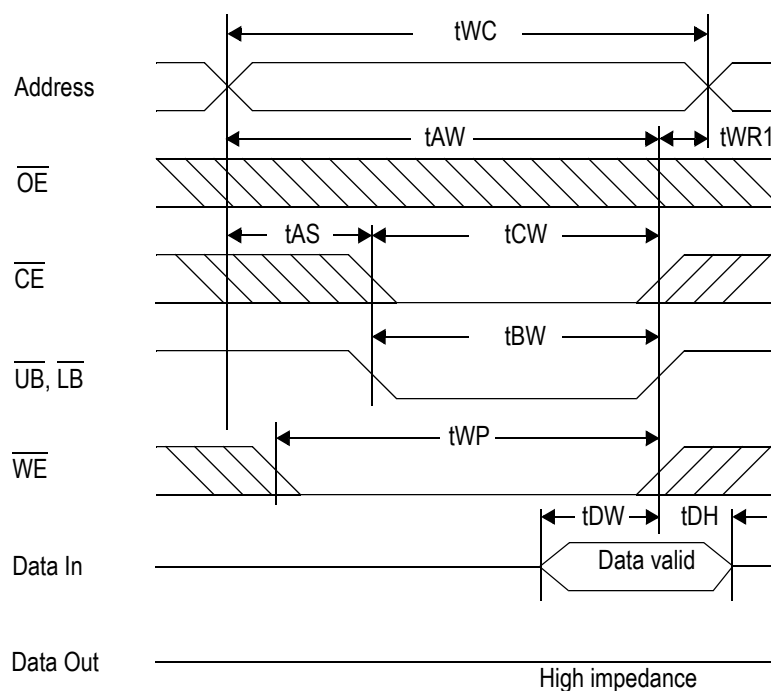 tWC
Address
tAW
tWR1
OE
tAS
tCW
CE
tBW
UB, LB
tWP
WE
tDW
tDH
Data In
Data valid
Data Out
High impedance